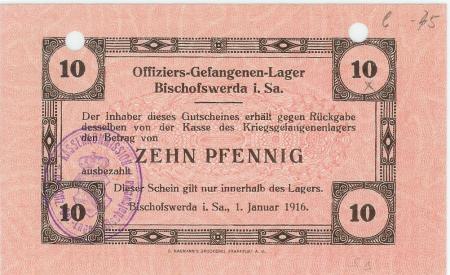 10
10
Offiziers-Gefangenen-Lager
Bischofswerda i. Sa.
Der Inhaber dieses Gutscheines erhält gegen Rückgabe
desselben von der Kasse des Kriegsgefangenenlagers
den Betrag von
ZEHN PFENNIG
ausbezahlt.
Dieser Schein gilt nur innerhalb des Lagers.
Bischofswerda i. Sa., 1. Januar 1916.
10
10